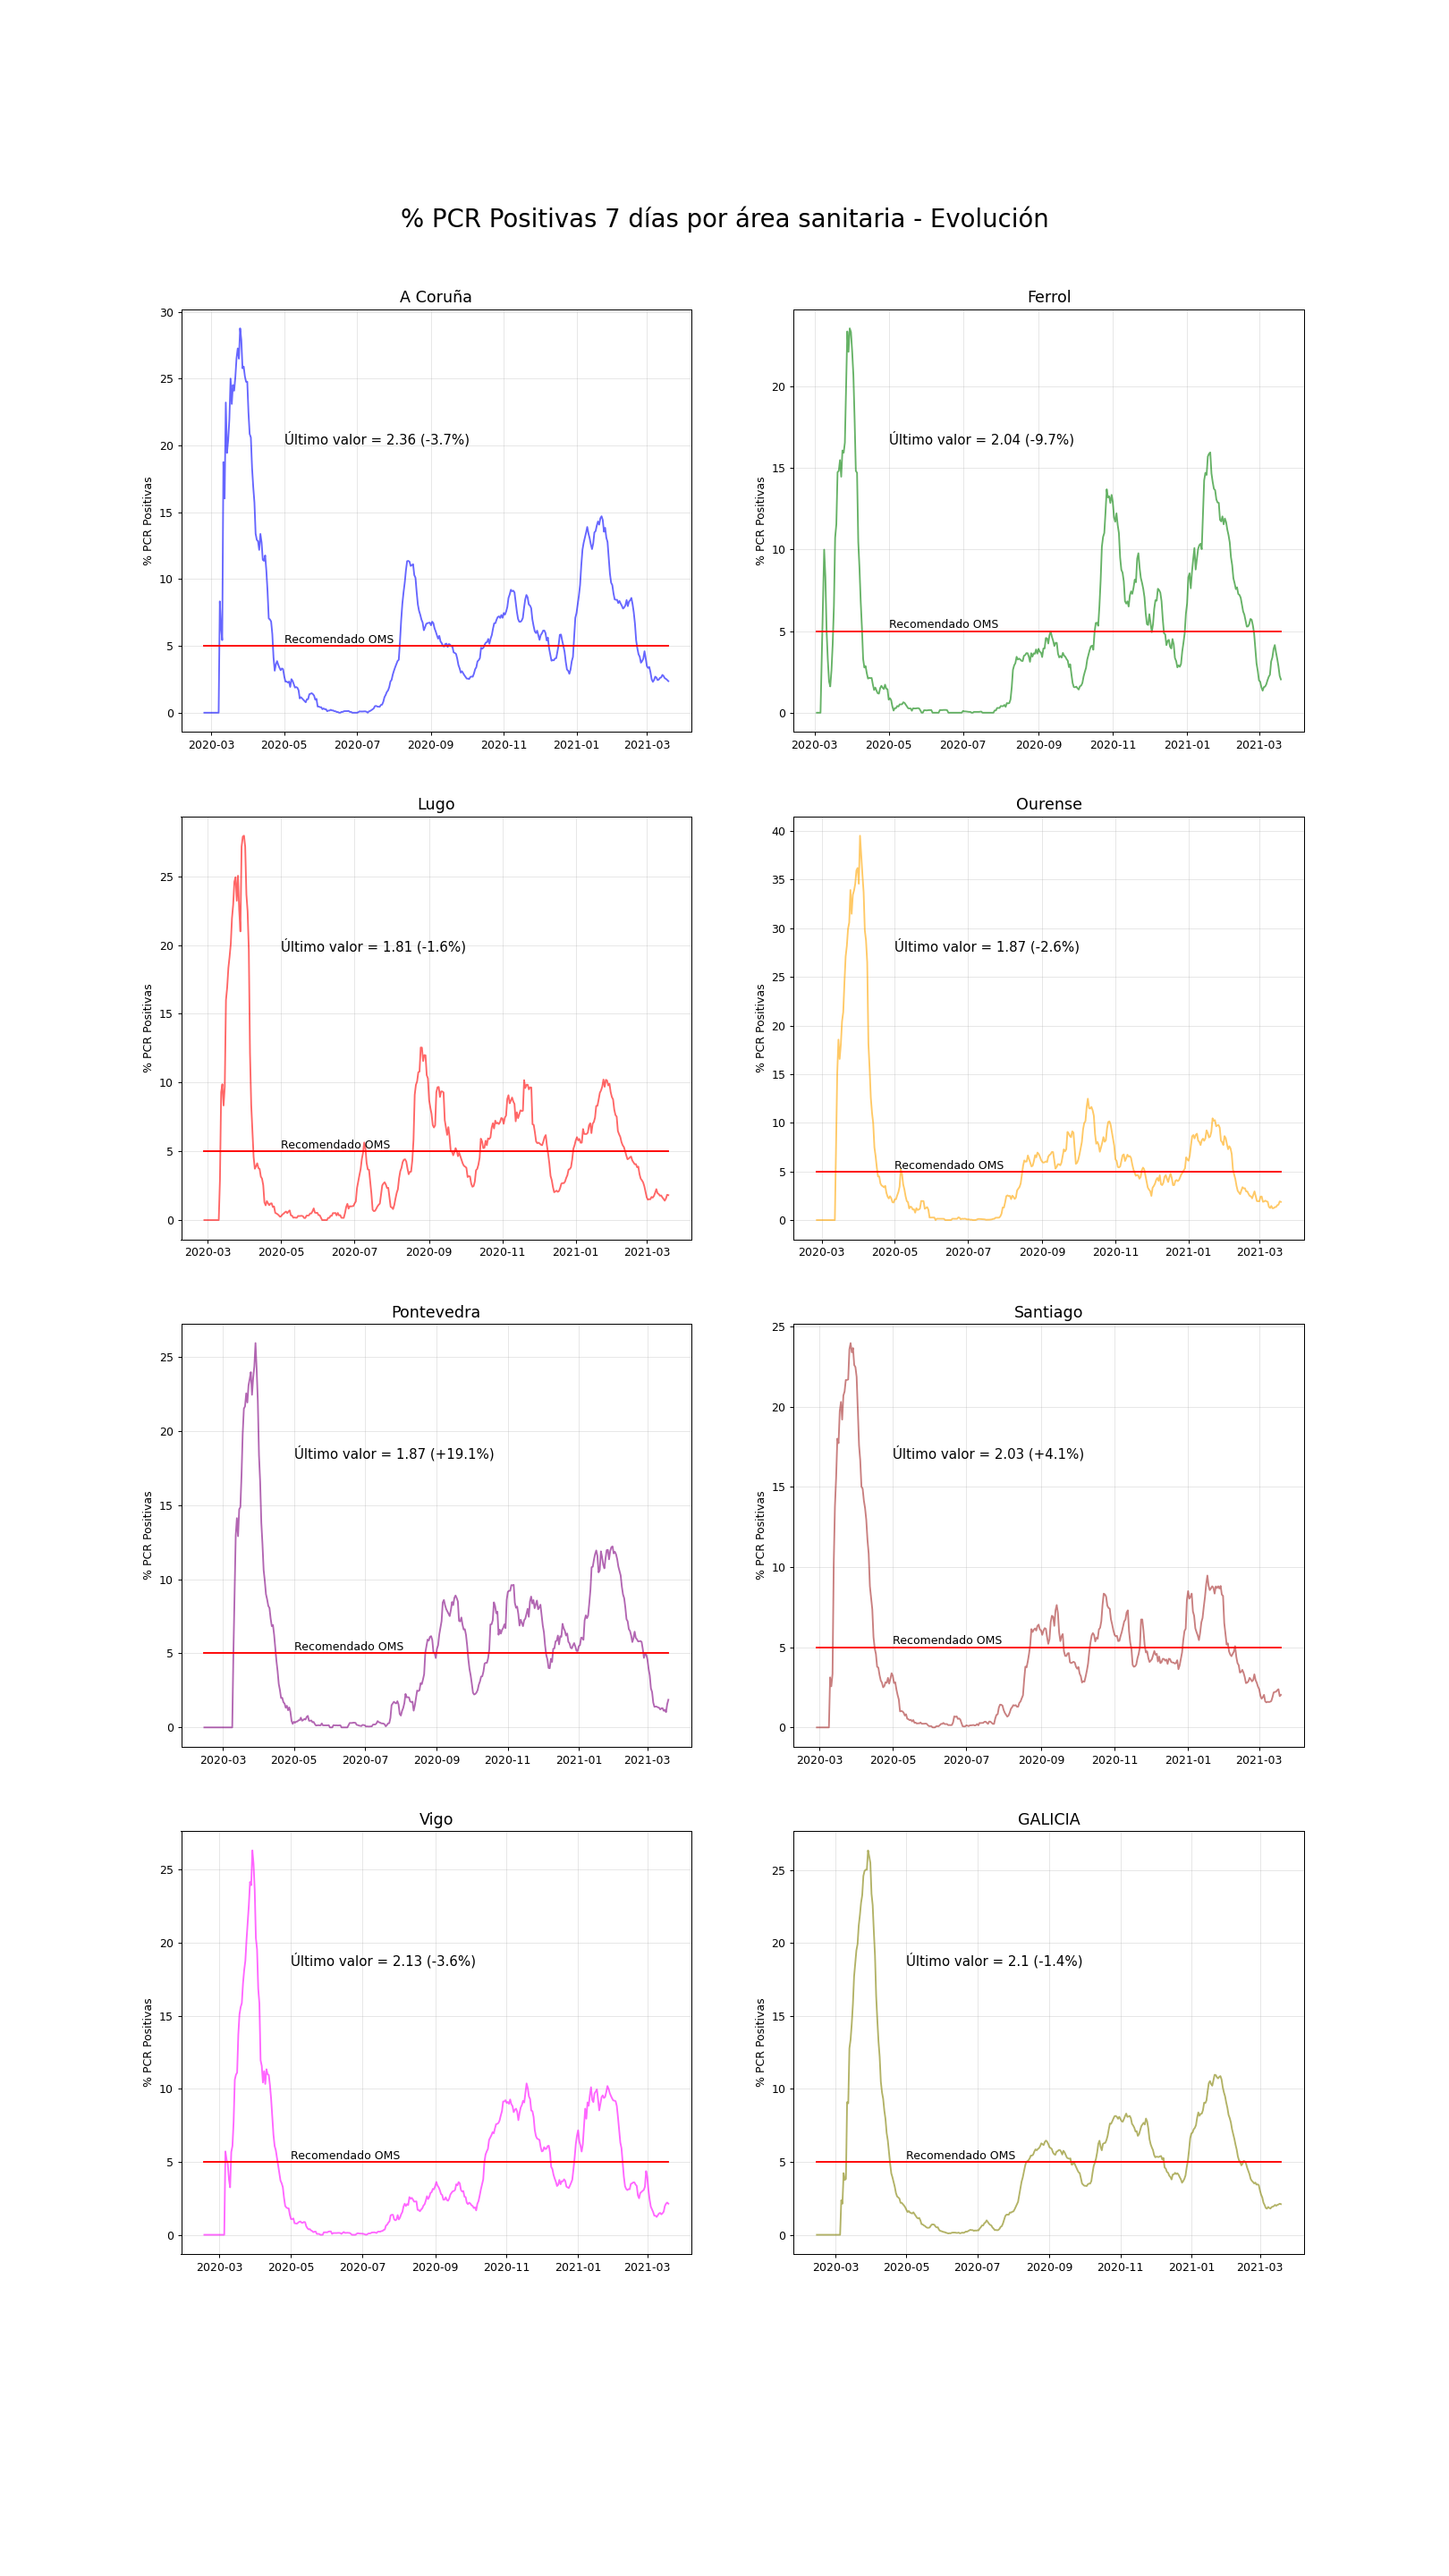 % PCR Positivas 7 días por área sanitaria - Evolución
A Coruña
30
25
20
15
10
5
0
% PCR Positivas
Último valor = 2.36 (-3.7%)
Recomendado OMS
2020-03 2020-05 2020-07 2020-09 2020-11 2021-01 2021-03
Ferrol
20
15
10
5
0
% PCR Positivas
Último valor = 2.04 (-9.7%)
Recomendado OMS
2020-03 2020-05 2020-07 2020-09 2020-11 2021-01 2021-03
Lugo
25
20
15
10
5
0
% PCR Positivas
Último valor = 1.81 (-1.6%)
Recomendado OMS
2020-03 2020-05 2020-07 2020-09 2020-11 2021-01 2021-03
Ourense
40
35
30
25
20
15
10
5
0
% PCR Positivas
Último valor = 1.87 (-2.6%)
Recomendado OMS
2020-03 2020-05 2020-07 2020-09 2020-11 2021-01 2021-03
Pontevedra
25
20
15
10
5
0
% PCR Positivas
Último valor = 1.87 (+19.1%)
Recomendado OMS
2020-03 2020-05 2020-07 2020-09 2020-11 2021-01 2021-03
Santiago
25
20
15
10
5
0
% PCR Positivas
Último valor = 2.03 (+4.1%)
Recomendado OMS
2020-03 2020-05 2020-07 2020-09 2020-11 2021-01 2021-03
Vigo
25
20
15
10
5
0
% PCR Positivas
Último valor = 2.13 (-3.6%)
Recomendado OMS
2020-03 2020-05 2020-07 2020-09 2020-11 2021-01 2021-03
GALICIA
25
20
15
10
5
0
% PCR Positivas
Último valor = 2.1 (-1.4%)
Recomendado OMS
2020-03 2020-05 2020-07 2020-09 2020-11 2021-01 2021-03